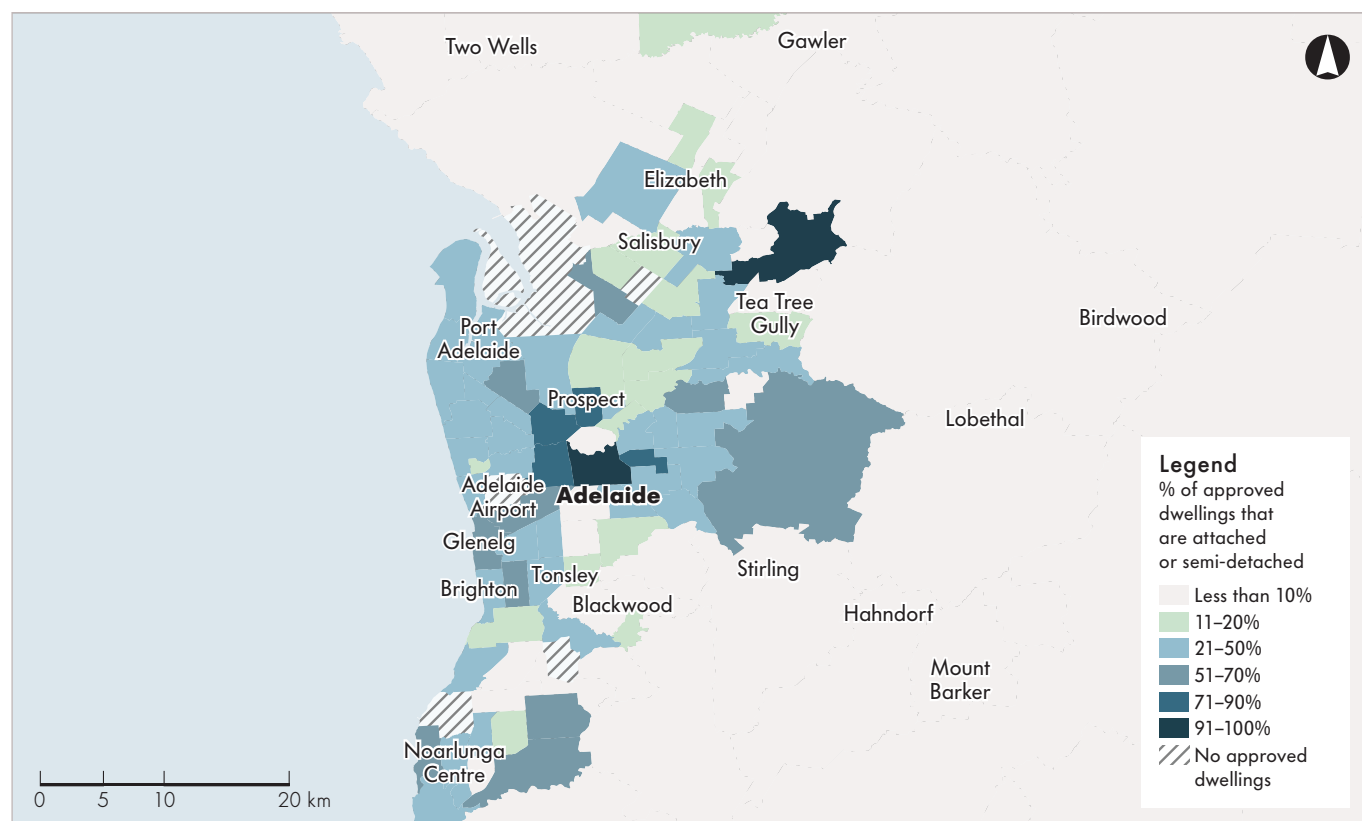 Two Wells
Gawler
Elizabeth
Salisbury
Tea Tree
Gully
Birdwood
Port
Adelaide
Prospect
Lobethal
Adelaide
Airport
Adelaide
Glenelg
Tonsley
Stirling
Brighton
Blackwood
Hahndorf
Mount
Barker
Noarlunga
Centre
0 5 10 20 km
Legend
% of approved
dwellings that
are attached
or semi-detached
Less than 10%
11–20%
21–50%
51–70%
71–90%
91–100%
No approved
dwellings